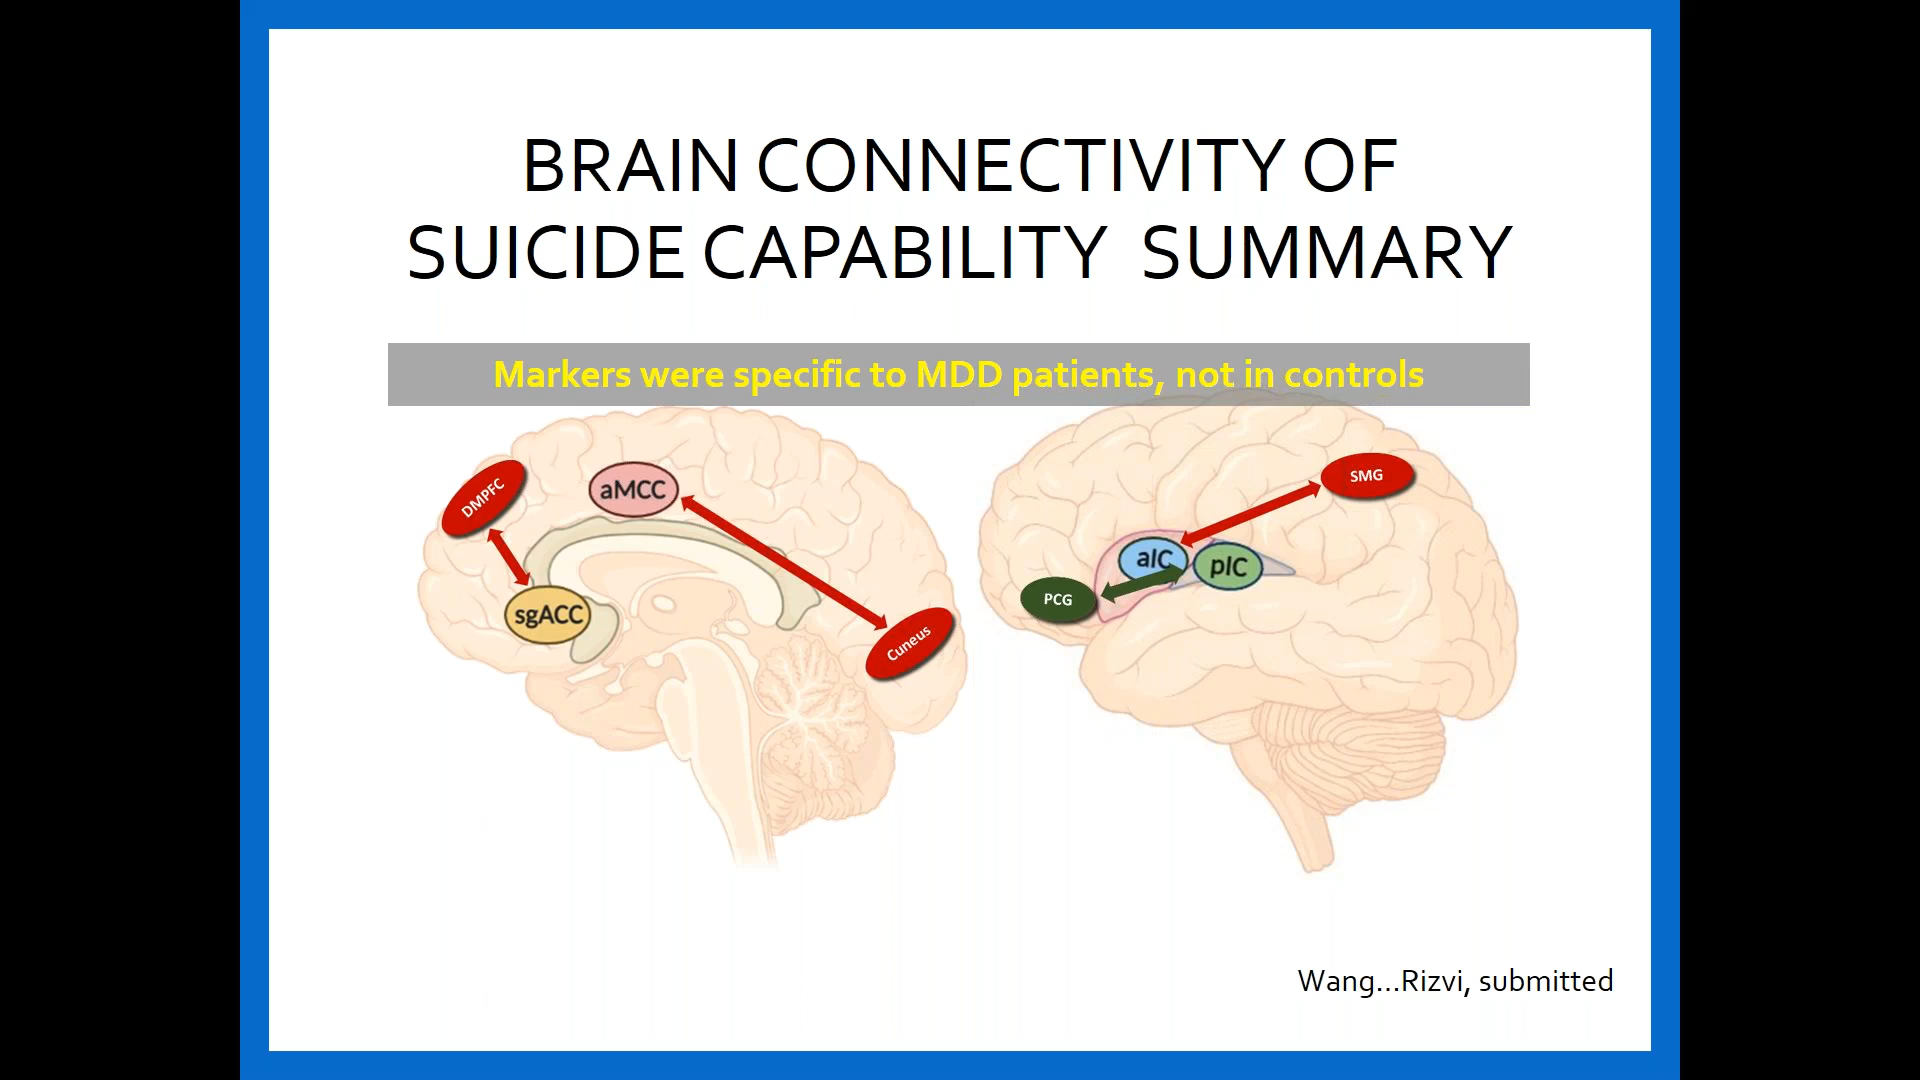 BRAIN CONNECTIVITY OF
SUICIDE CAPABILITY SUMMARY
Markers were specific to MDD patients, not in controls
DMPFC
aMCC
sgACC
Cuneus
SMG
aIC
pIC
PCG
Wang...Rizvi, submitted